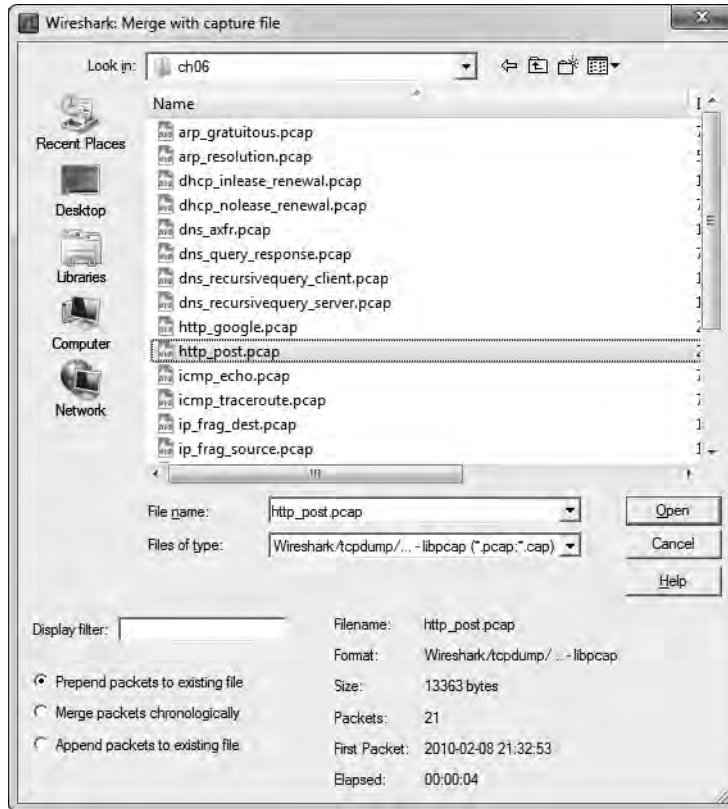 Wireshark: Merge with capture file
Look in: ch06
Recent Places
Desktop
Libraries
Computer
Network
Name
arp_gratuitous.pcap
arp_resolution.pcap
dhcp_inlease_renewal.pcap
dhcp_nolease_renewal.pcap
dns_axfr.pcap
dns_query_response.pcap
dns_recursivequery_client.pcap
dns_recursivequery_server.pcap
http_google.pcap
http_post.pcap
icmp_echo.pcap
icmp_traceroute.pcap
ip_frag_dest.pcap
ip_frag_source.pcap
File name: http_post.pcap Open
Files of type: Wireshark/tcpdump/... - libpcap (*.pcap;*.cap) Cancel
Help
Display filter:
Prepend packets to existing file
Merge packets chronologically
Append packets to existing file
Filename: http_post.pcap
Format: Wireshark/tcpdump/ ... - libpcap
Size: 13363 bytes
Packets: 21
First Packet: 2010-02-08 21:32:53
Elapsed: 00:00:04